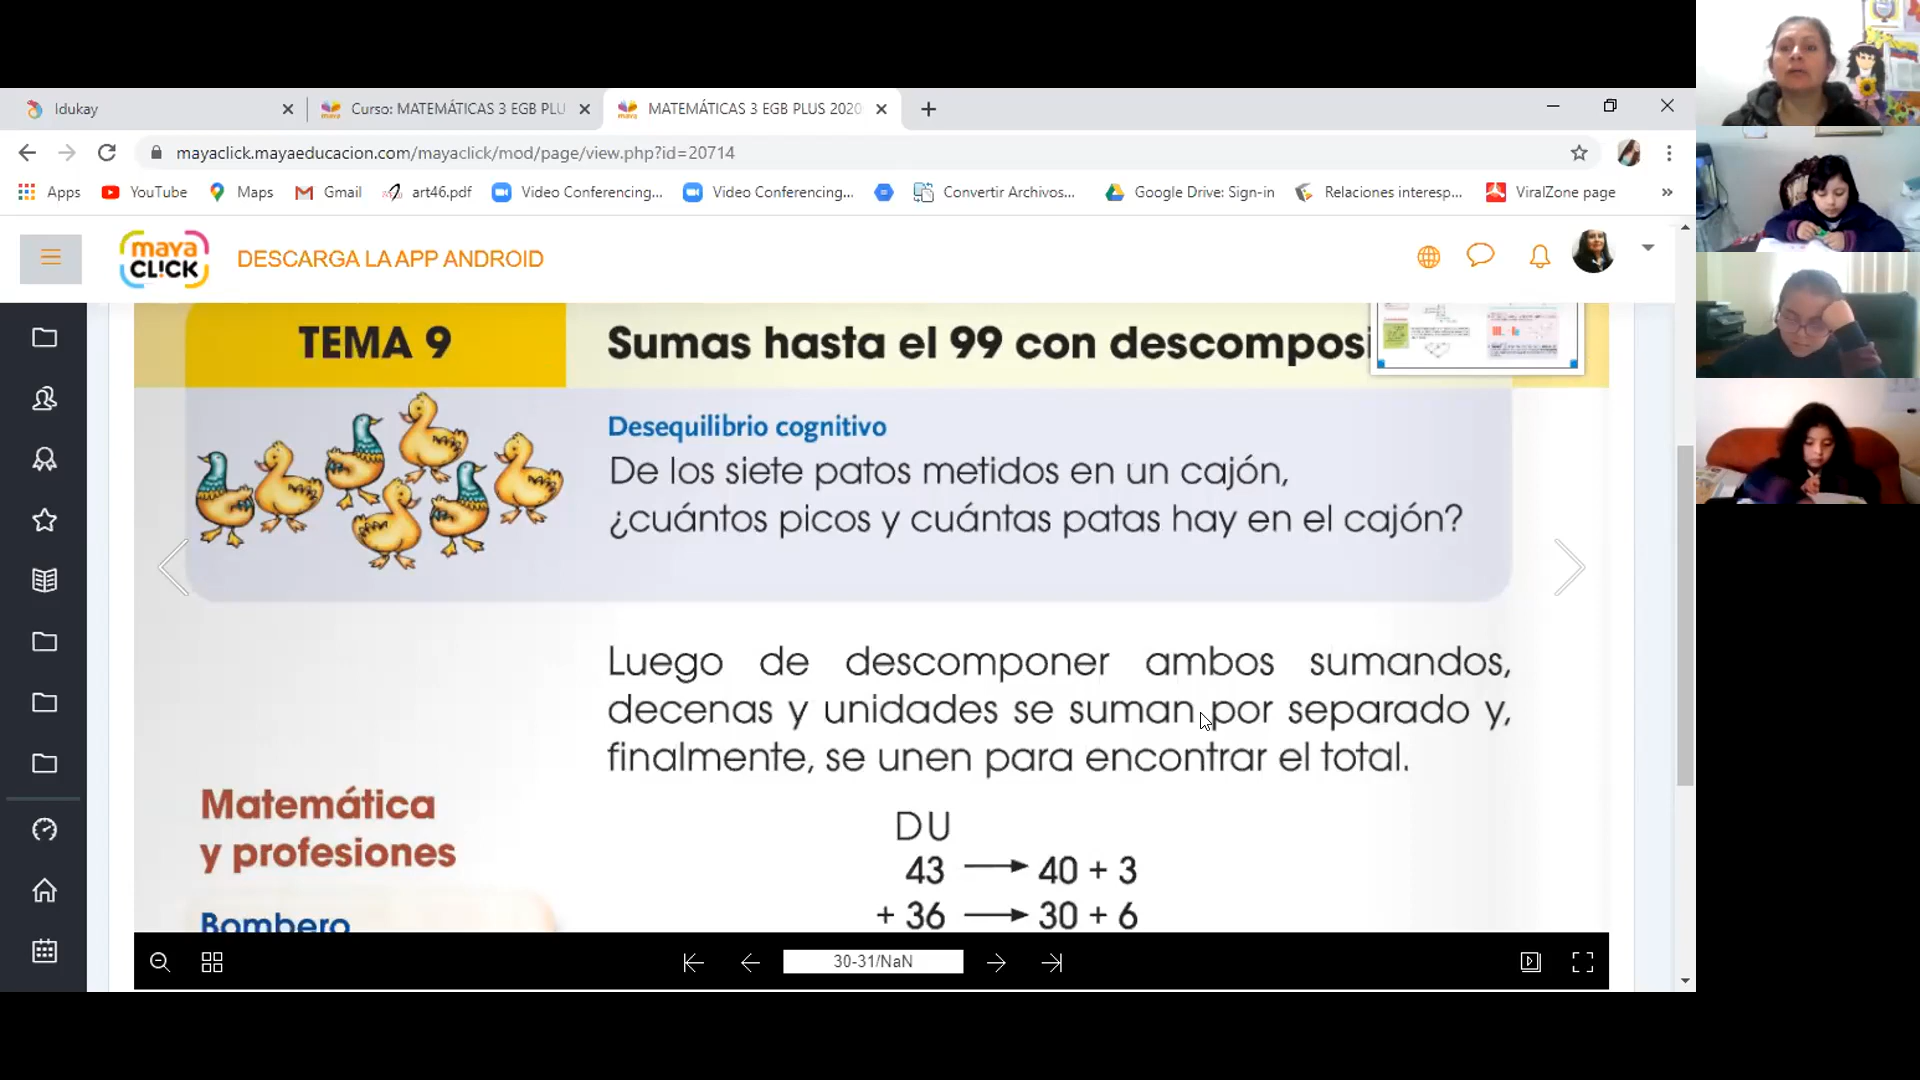 Idukay
Curso: MATEMÁTICAS 3 EGB PLU
MATEMÁTICAS 3 EGB PLUS 2020
mayaclick.mayaeducacion.com/mayaclick/mod/page/view.php?id=20714
Apps YouTube Maps Gmail art46.pdf Video Conferencing... Video Conferencing... Convertir Archivos... Google Drive: Sign-in Relaciones interesp... ViralZone page »
maya
CL!CK
DESCARGA LA APP ANDROID
TEMA 9
Sumas hasta el 99 con descomposi
Desequilibrio cognitivo
De los siete patos metidos en un cajón,
¿cuántos picos y cuántas patas hay en el cajón?
Luego de descomponer ambos sumandos,
decenas y unidades se suman por separado y,
finalmente, se unen para encontrar el total.
Matemática
y profesiones
Bombero
D U
43 → 40 + 3
+ 36 → 30 + 6
30-31/NaN